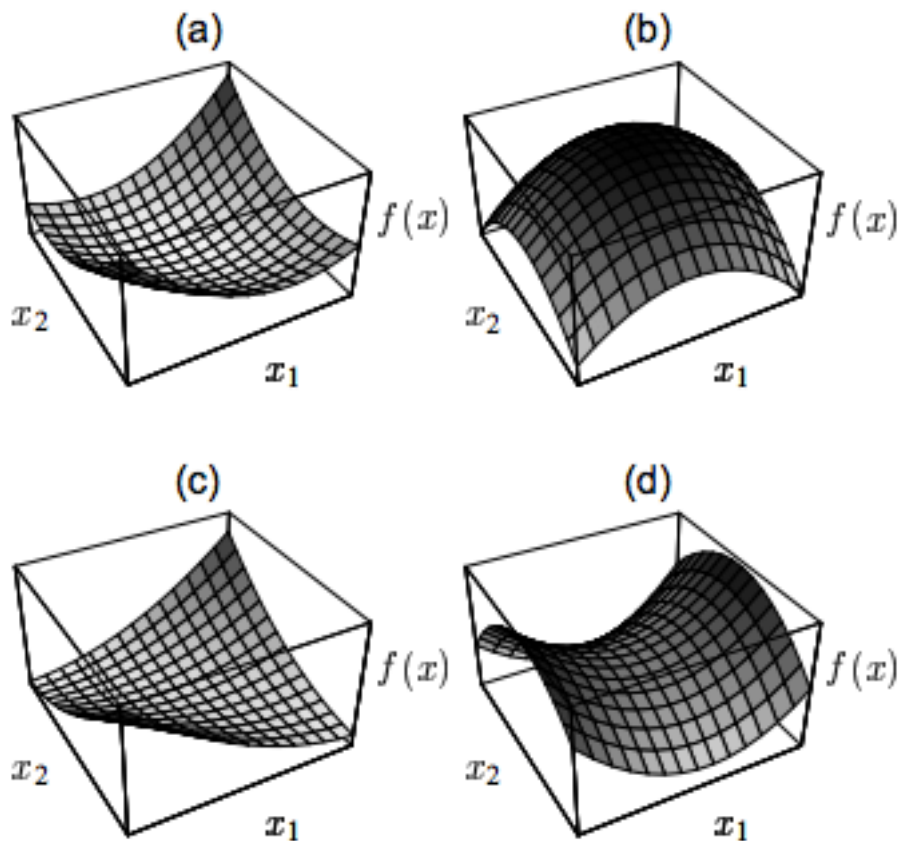 (a)
(b)
f(x)
f(x)
x₂
x₂
x₁
x₁
(c)
(d)
f(x)
f(x)
x₂
x₂
x₁
x₁